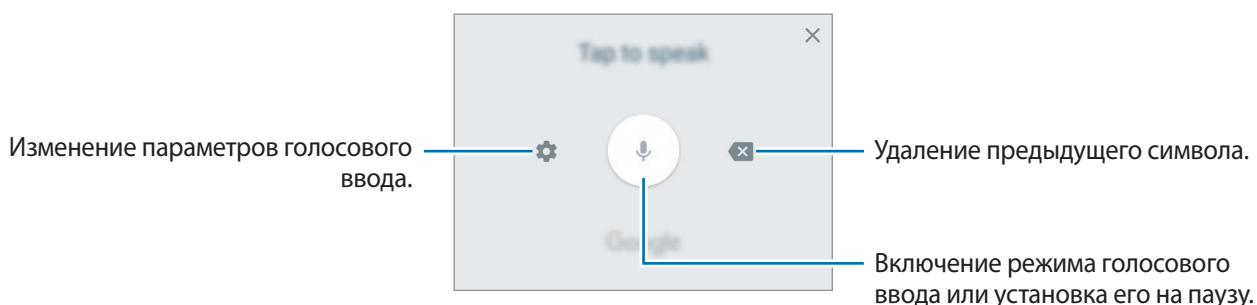 Tap to speak
Изменение параметров голосового
ввода.
Удаление предыдущего символа.
Google
Включение режима голосового
ввода или установка его на паузу.